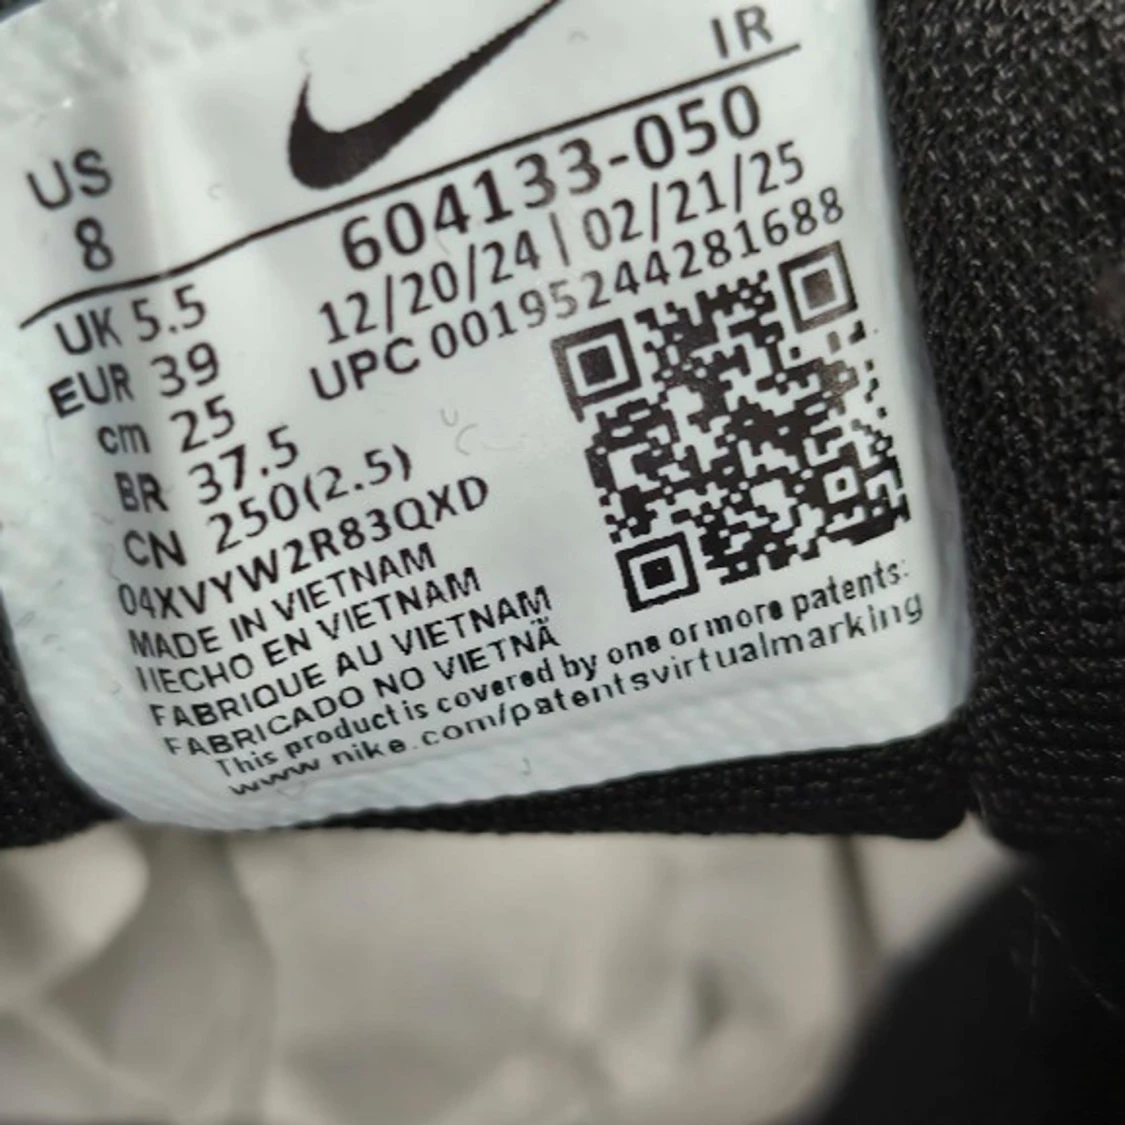 IR
US
8
604133-050
12/20/24 | 02/21/25
UPC 00195244281688
UK 5.5
EUR 39
cm 25
BR 37.5
CN 250(2.5)
04XVYW2R83QXD
MADE IN VIETNAM
HECHO EN VIETNAM
FABRIQUE AU VIETNAM
FABRICADO NO VIETNÃ
This product is covered by one or more patents:
www nike.com/patentsvirtualmarking